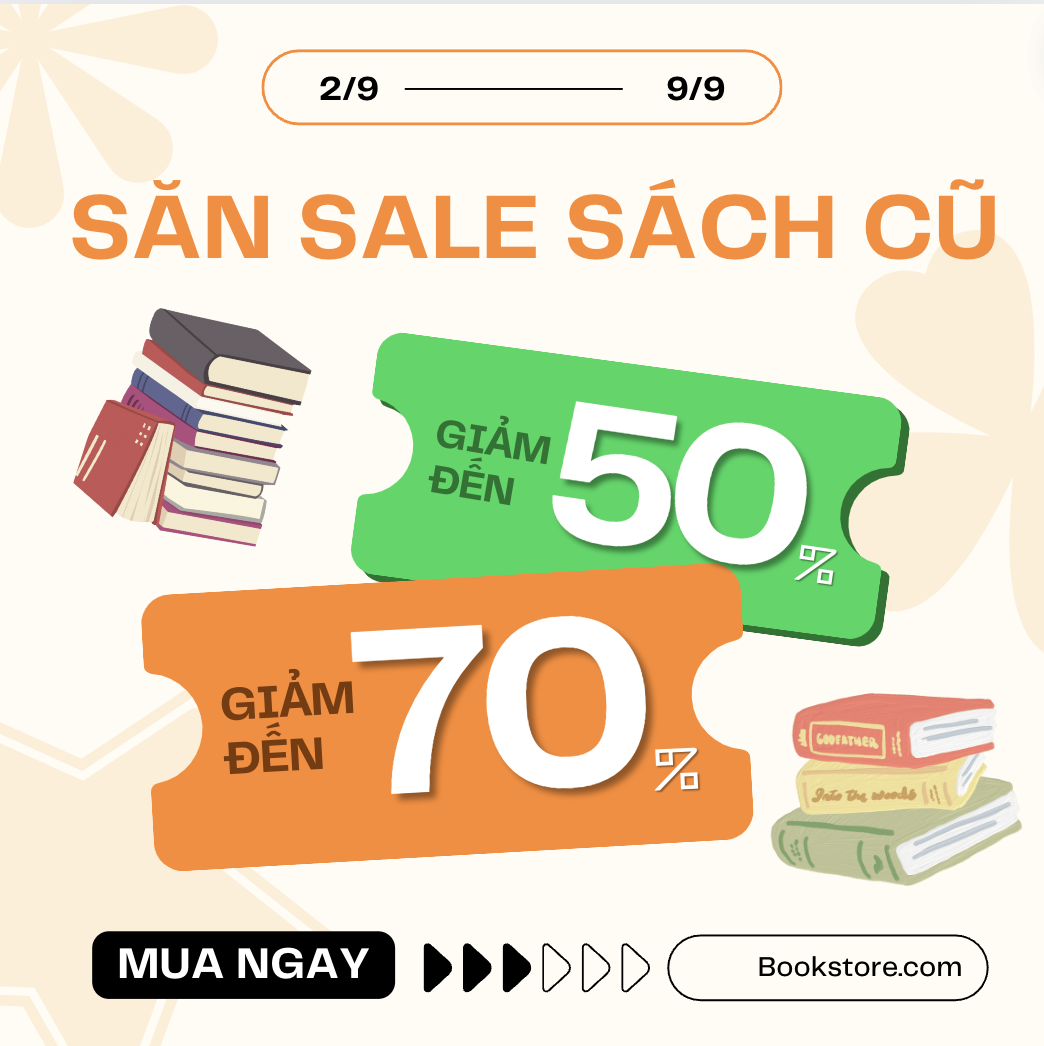 2/9 9/9
SĂN SALE SÁCH CŨ
GIẢM
ĐẾN
50%
GIẢM
ĐẾN
70%
GODFATHER
Into the woods
MUA NGAY
Bookstore.com